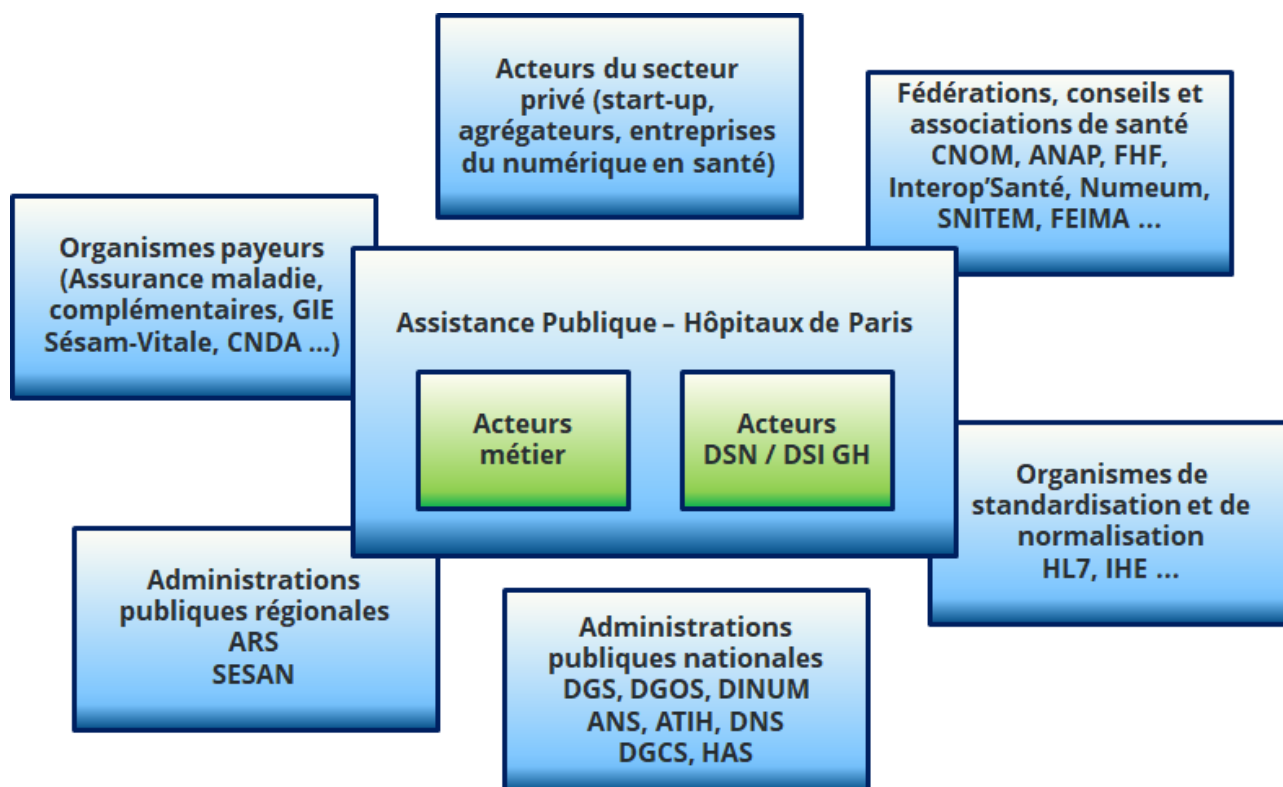 Acteurs du secteur
privé (start-up,
agrégateurs, entreprises
du numérique en santé)
Fédérations, conseils et
associations de santé
CNOM, ANAP, FHF,
Interop’Santé, Numeum,
SNITEM, FEIMA ...
Organismes payeurs
(Assurance maladie,
complémentaires, GIE
Sésam-Vitale, CNDA ...)
Assistance Publique – Hôpitaux de Paris
Acteurs
métier
Acteurs
DSN / DSI GH
Organismes de
standardisation et de
normalisation
HL7, IHE ...
Administrations
publiques régionales
ARS
SESAN
Administrations
publiques nationales
DGS, DGOS, DINUM
ANS, ATIH, DNS
DGCS, HAS